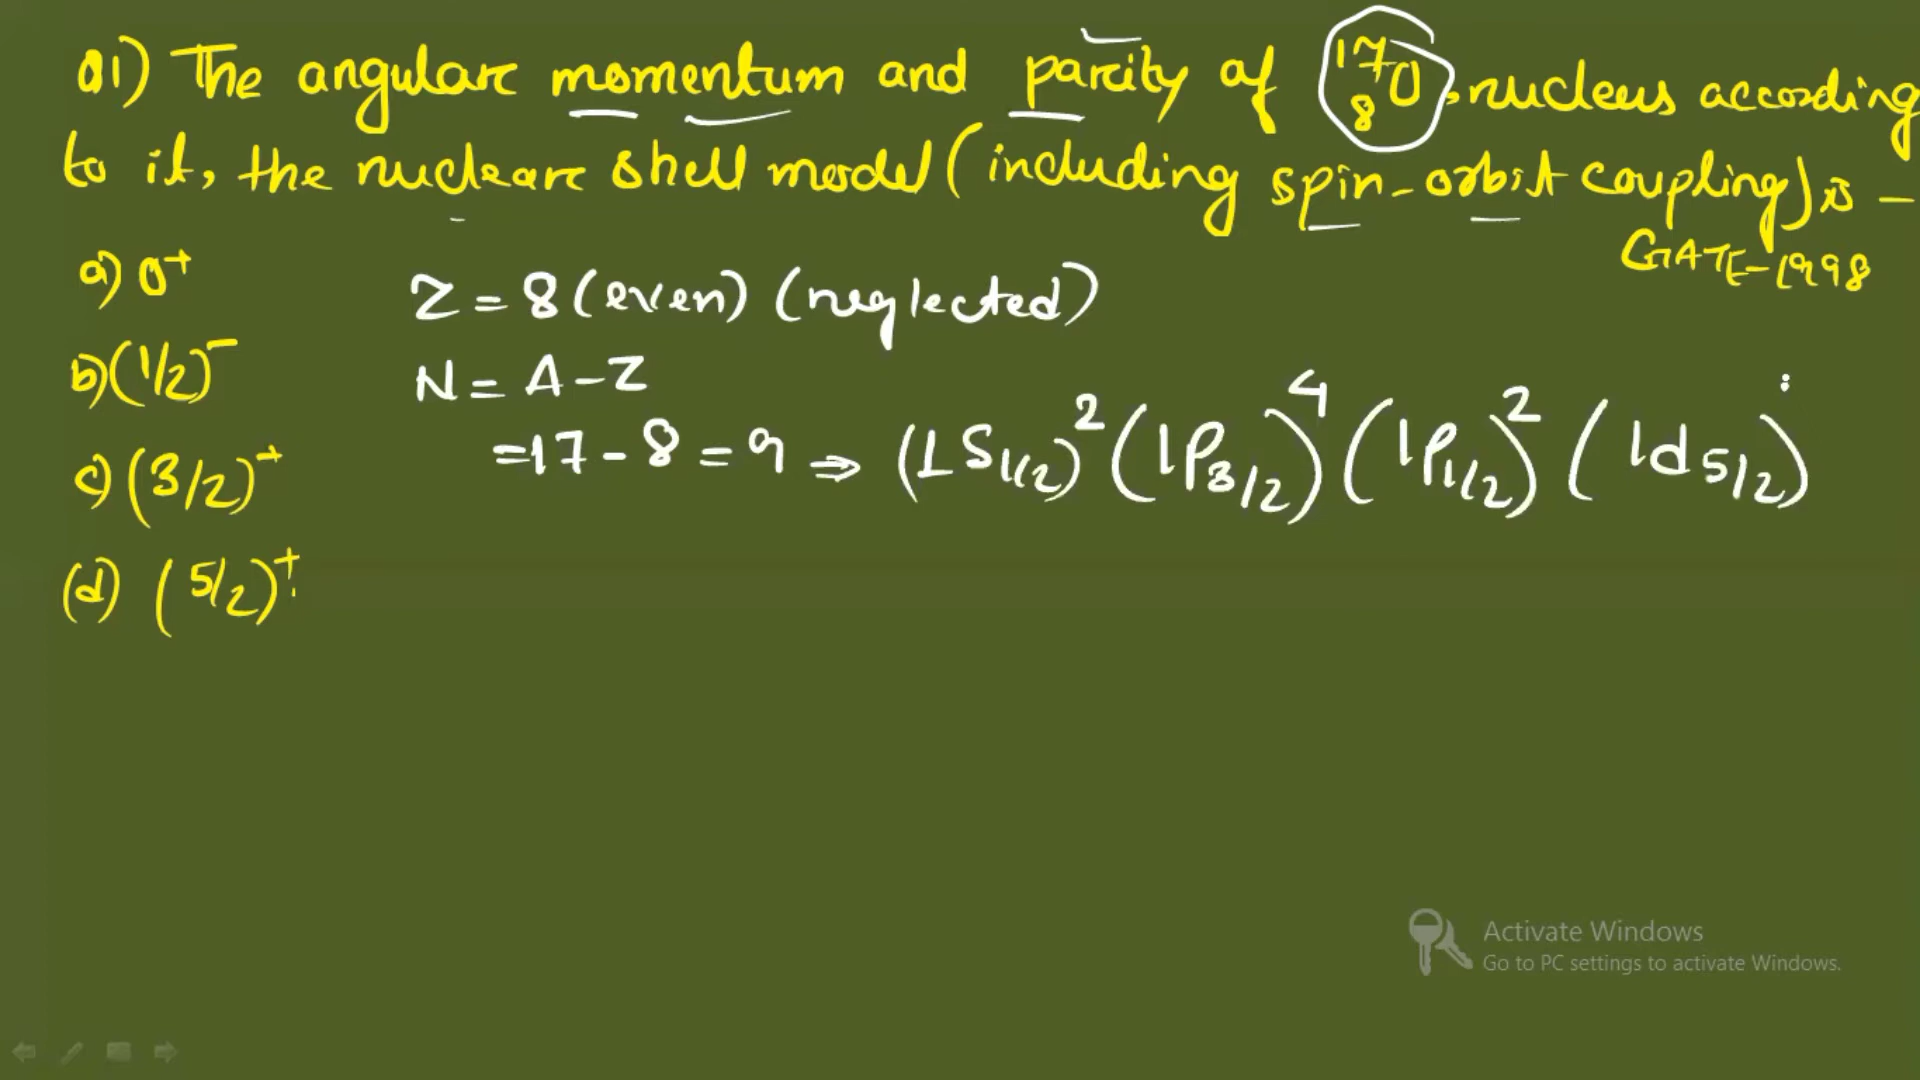 Q1) The angular momentum and parity of ¹⁷₈O, nucleus according
to it, the nuclear shell model (including spin-orbit coupling) is –
GATE-1998
a) 0⁺
b) (1/2)⁻
c) (3/2)⁺
(d) (5/2)⁺.
Z = 8 (even) (neglected)
N = A - Z
= 17 - 8 = 9 ⇒ (1S1/2)² (1P3/2)⁴ (1P1/2)² (1d5/2)
Activate Windows
Go to PC settings to activate Windows.